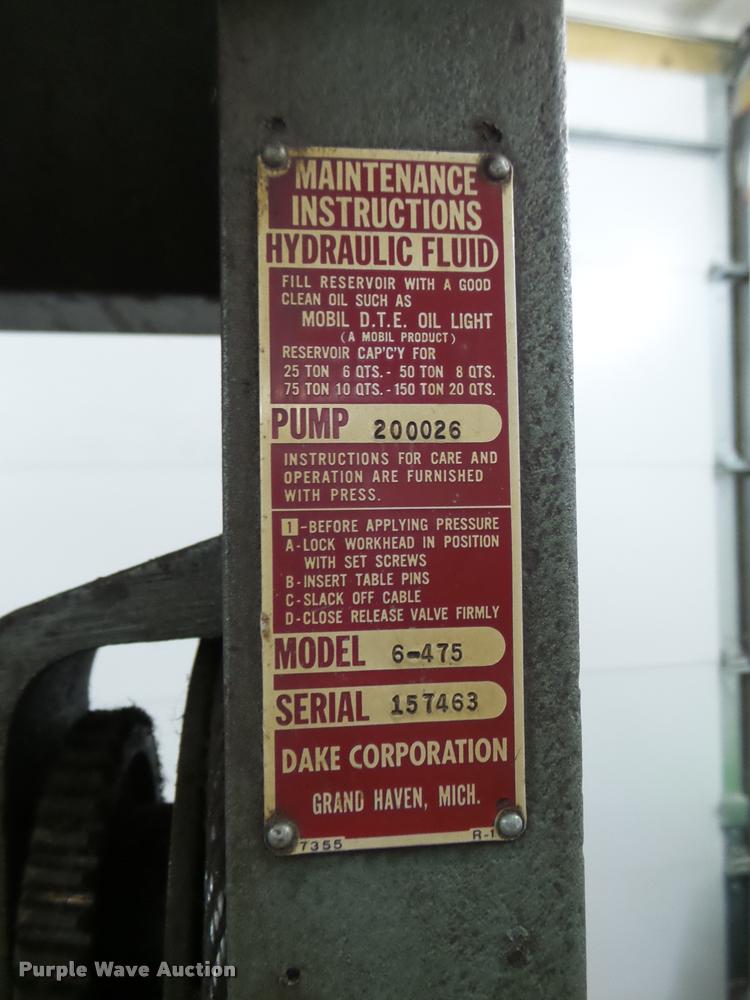 MAINTENANCE
INSTRUCTIONS
HYDRAULIC FLUID
FILL RESERVOIR WITH A GOOD
CLEAN OIL SUCH AS
MOBIL D.T.E. OIL LIGHT
(A MOBIL PRODUCT)
RESERVOIR CAP'C'Y FOR
25 TON 6 QTS. - 50 TON 8 QTS.
75 TON 10 QTS. - 150 TON 20 QTS.
PUMP 200026
INSTRUCTIONS FOR CARE AND
OPERATION ARE FURNISHED
WITH PRESS.
1 - BEFORE APPLYING PRESSURE
A - LOCK WORKHEAD IN POSITION
WITH SET SCREWS
B - INSERT TABLE PINS
C - SLACK OFF CABLE
D - CLOSE RELEASE VALVE FIRMLY
MODEL 6-475
SERIAL 157463
DAKE CORPORATION
GRAND HAVEN, MICH.
7355 R-1
Purple Wave Auction